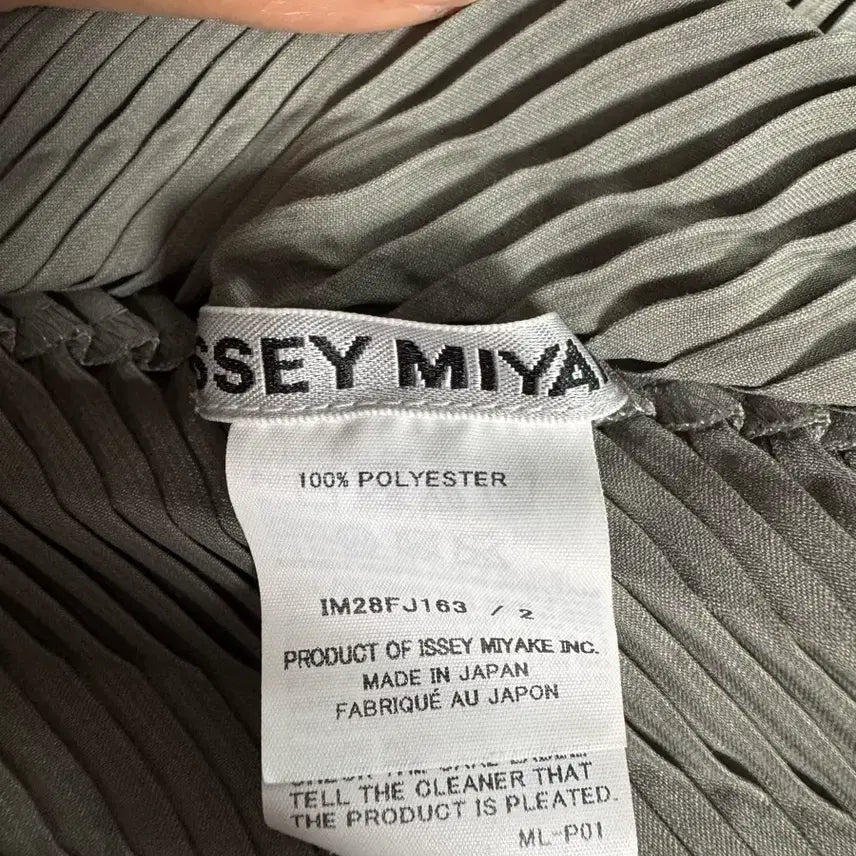 ISSEY MIYA
100% POLYESTER
IM28FJ163 / 2
PRODUCT OF ISSEY MIYAKE INC.
MADE IN JAPAN
FABRIQUÉ AU JAPON
TELL THE CLEANER THAT
THE PRODUCT IS PLEATED.
ML-P01